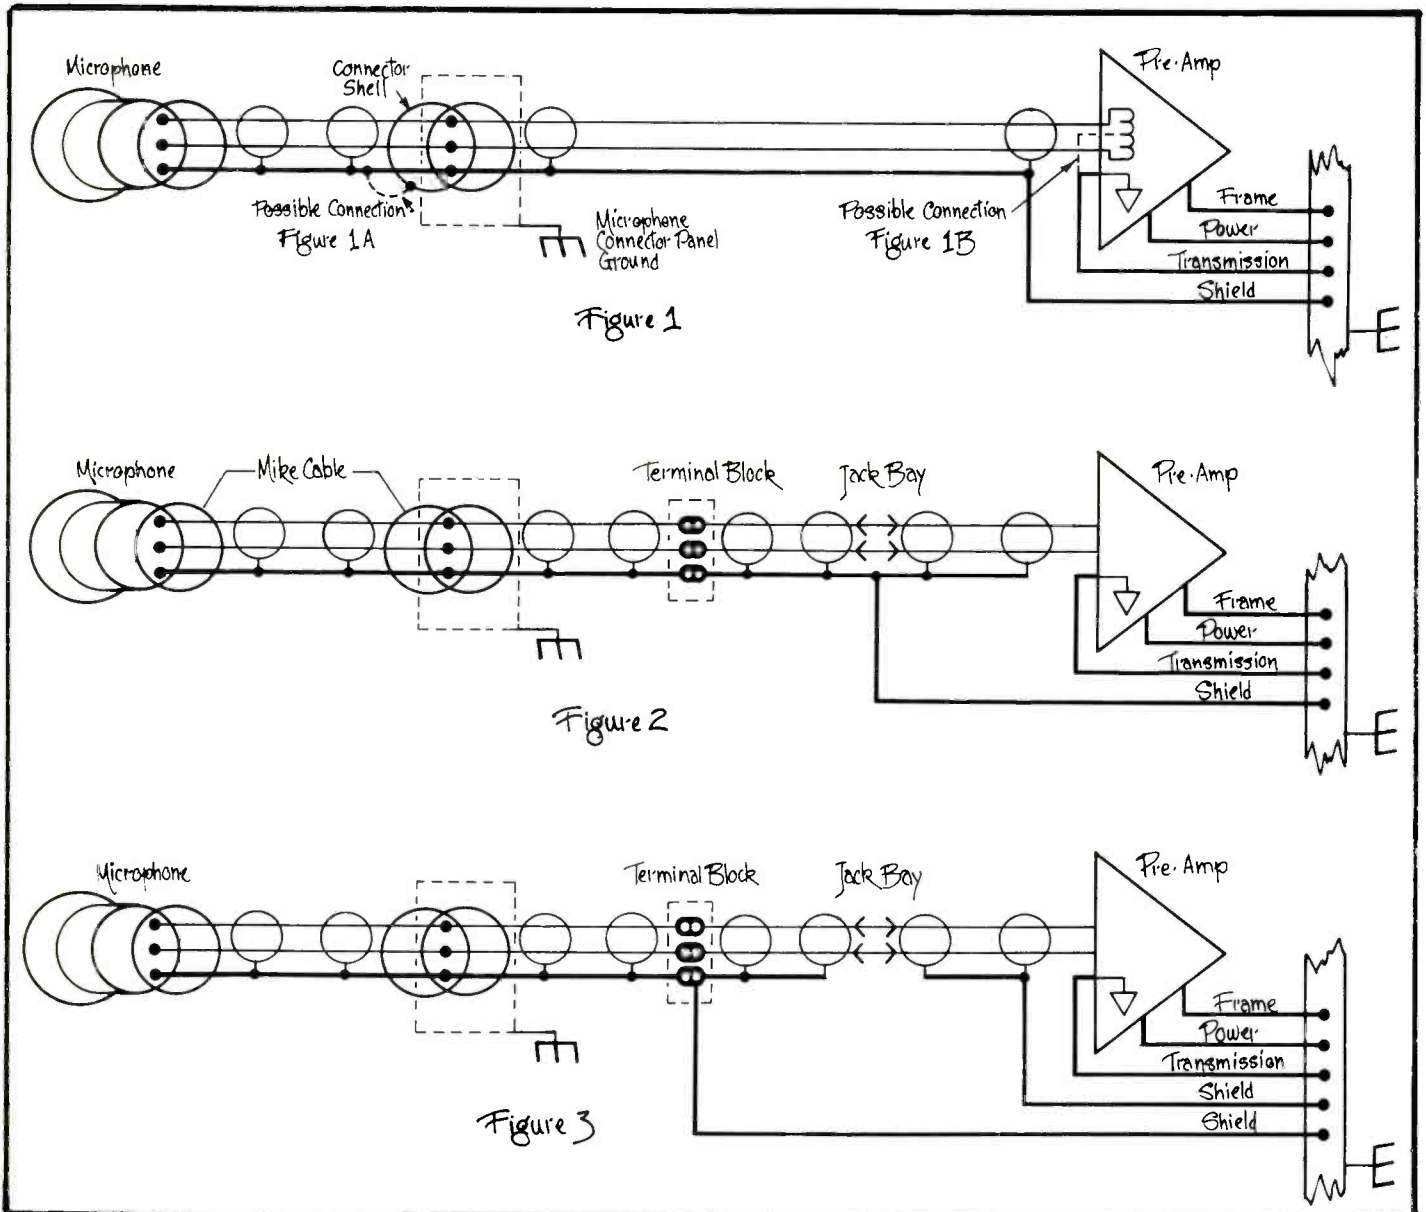 Microphone
Connector
Shell
Pre-Amp
Possible Connection
Figure 1A
Microphone
Connector Panel
Ground
Possible Connection
Figure 1B
Frame
Power
Transmission
Shield
Figure 1
Microphone
Mike Cable
Terminal Block
Jack Bay
Pre-Amp
Frame
Power
Transmission
Shield
Figure 2
Microphone
Terminal Block
Jack Bay
Pre-Amp
Frame
Power
Transmission
Shield
Shield
Figure 3